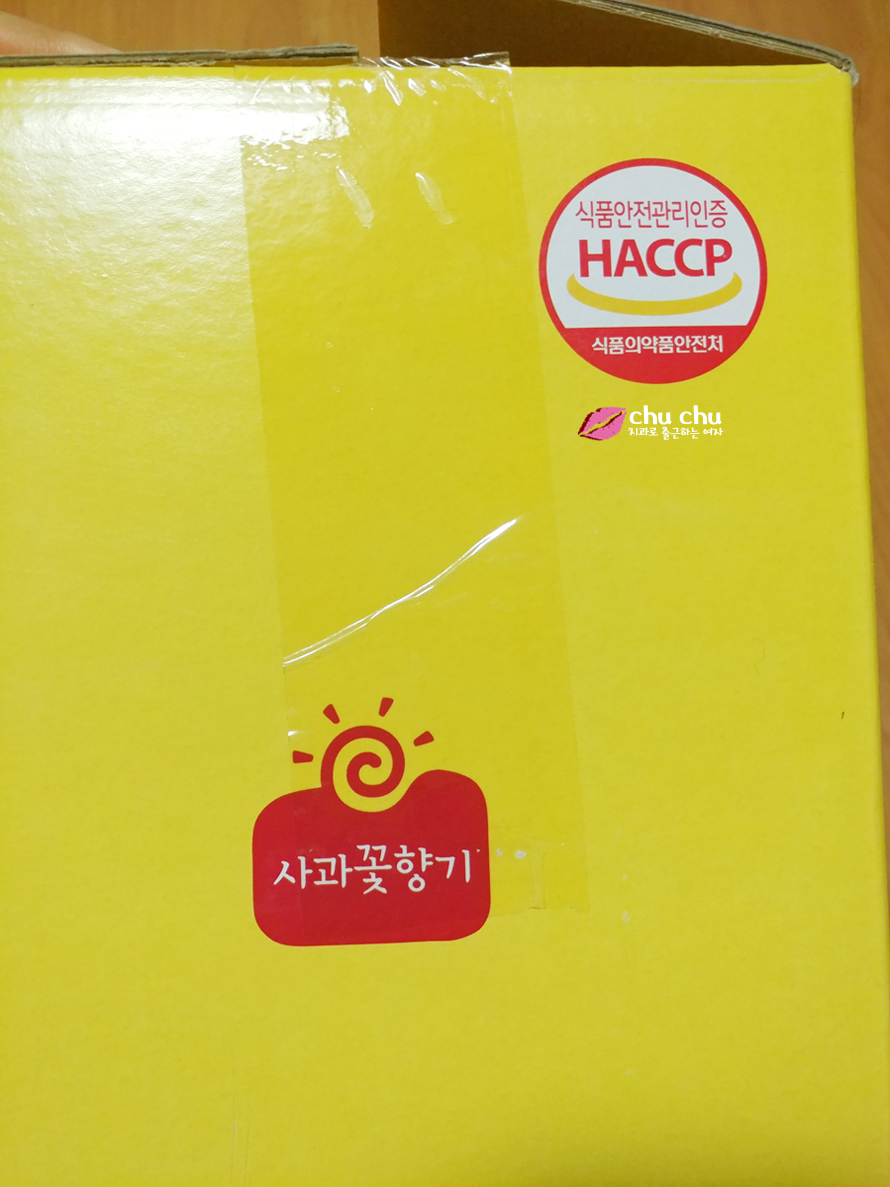 식품안전관리인증
HACCP
식품의약품안전처
chu chu
치과로 출근하는 여자
사과꽃향기